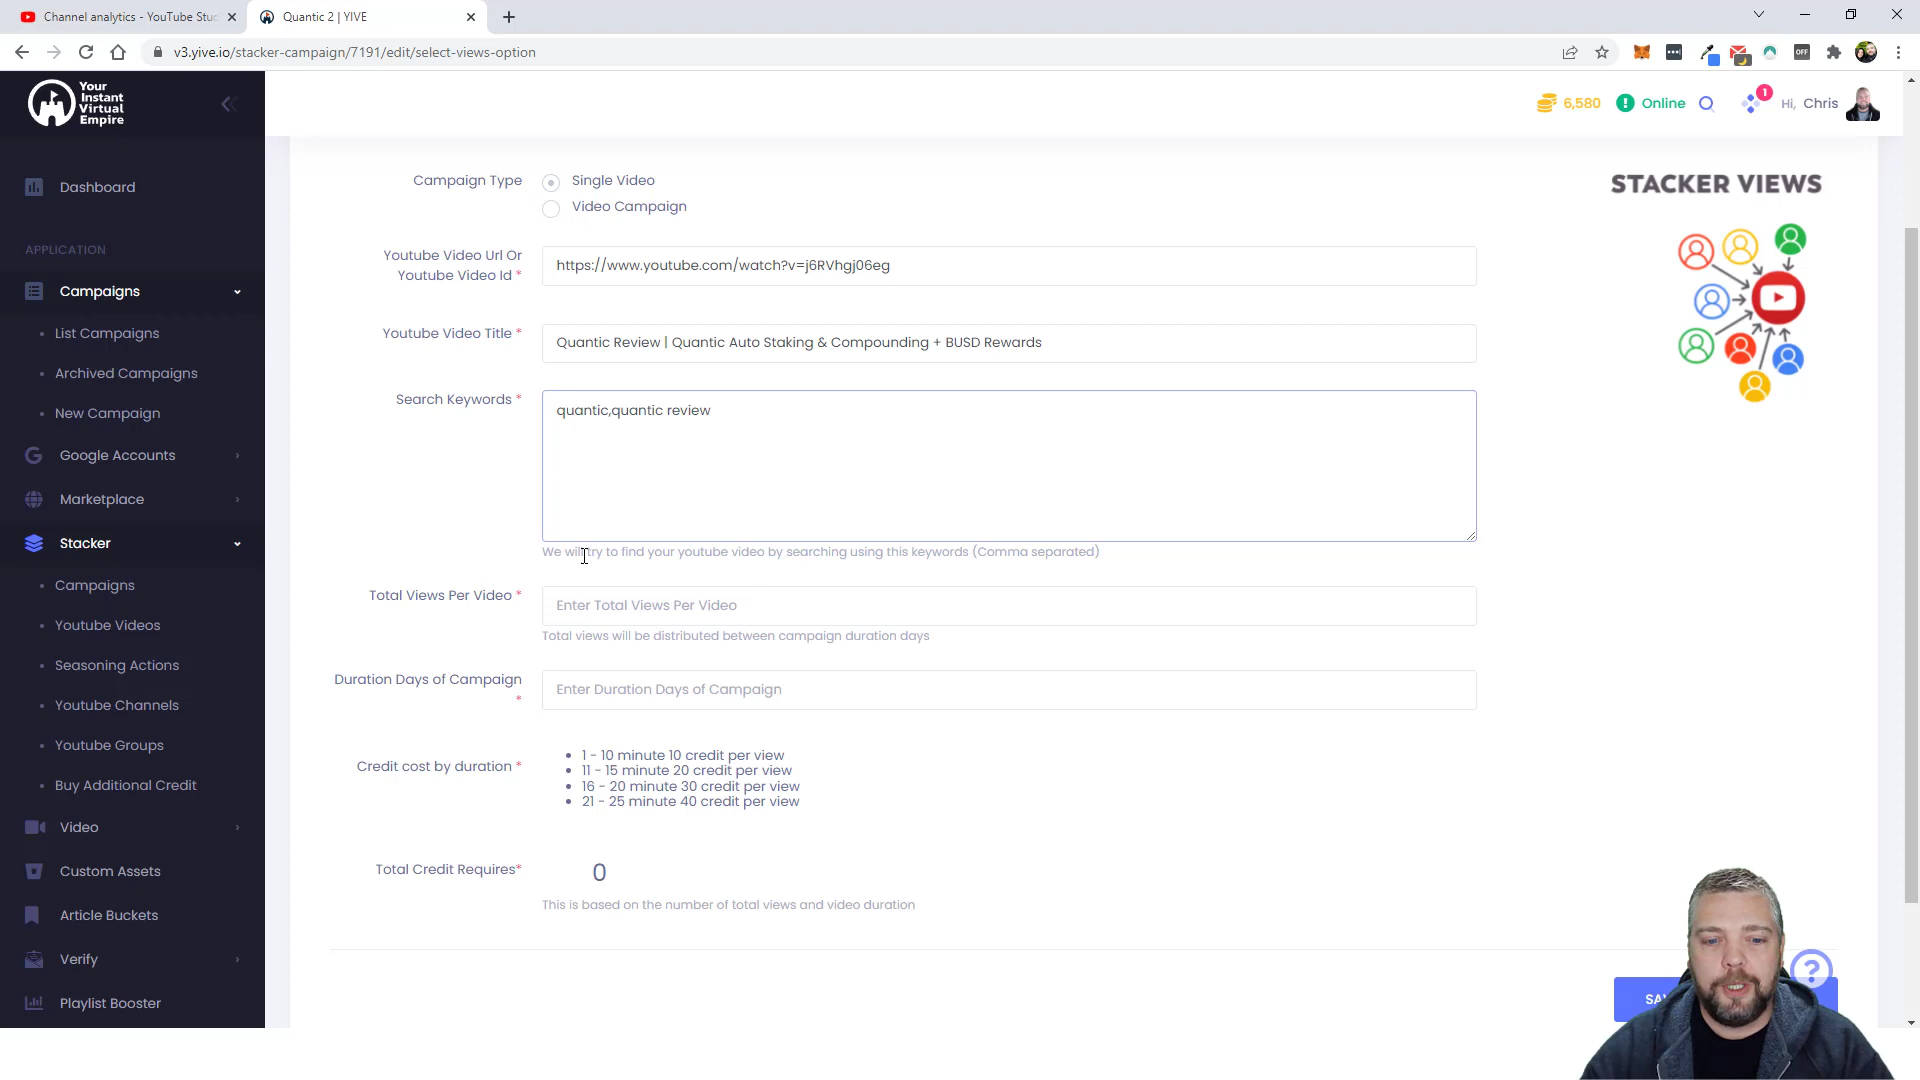 Channel analytics - YouTube Stuc
Quantic 2 | YIVE
v3.yive.io/stacker-campaign/7191/edit/select-views-option
OFF
Your
Instant
Virtual
Empire
6,580
Online
1
Hi, Chris
Dashboard
APPLICATION
Campaigns
List Campaigns
Archived Campaigns
New Campaign
Google Accounts
Marketplace
Stacker
Campaigns
Youtube Videos
Seasoning Actions
Youtube Channels
Youtube Groups
Buy Additional Credit
Video
Custom Assets
Article Buckets
Verify
Playlist Booster
Campaign Type
Single Video
Video Campaign
STACKER VIEWS
Youtube Video Url Or
Youtube Video Id *
https://www.youtube.com/watch?v=j6RVhgj06eg
Youtube Video Title *
Quantic Review | Quantic Auto Staking & Compounding + BUSD Rewards
Search Keywords *
quantic,quantic review
We will try to find your youtube video by searching using this keywords (Comma separated)
Total Views Per Video *
Enter Total Views Per Video
Total views will be distributed between campaign duration days
Duration Days of Campaign
*
Enter Duration Days of Campaign
Credit cost by duration *
1 - 10 minute 10 credit per view
11 - 15 minute 20 credit per view
16 - 20 minute 30 credit per view
21 - 25 minute 40 credit per view
Total Credit Requires*
0
This is based on the number of total views and video duration
?